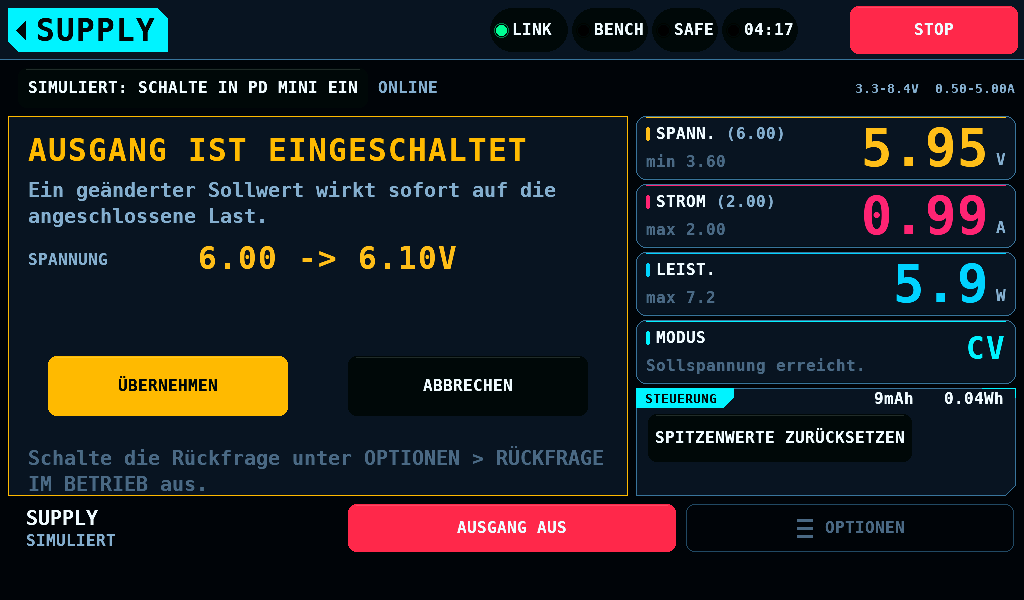 SUPPLY
LINK
BENCH
SAFE
04:17
STOP
SIMULIERT: SCHALTE IN PD MINI EIN
ONLINE
3.3-8.4V 0.50-5.00A
AUSGANG IST EINGESCHALTET
Ein geänderter Sollwert wirkt sofort auf die
angeschlossene Last.
SPANNUNG 6.00 -> 6.10V
ÜBERNEHMEN
ABBRECHEN
Schalte die Rückfrage unter OPTIONEN > RÜCKFRAGE
IM BETRIEB aus.
SPANN. (6.00)
min 3.60
5.95 V
STROM (2.00)
max 2.00
0.99 A
LEIST.
max 7.2
5.9 W
MODUS
Sollspannung erreicht.
CV
STEUERUNG
9mAh 0.04Wh
SPITZENWERTE ZURÜCKSETZEN
SUPPLY
SIMULIERT
AUSGANG AUS
OPTIONEN